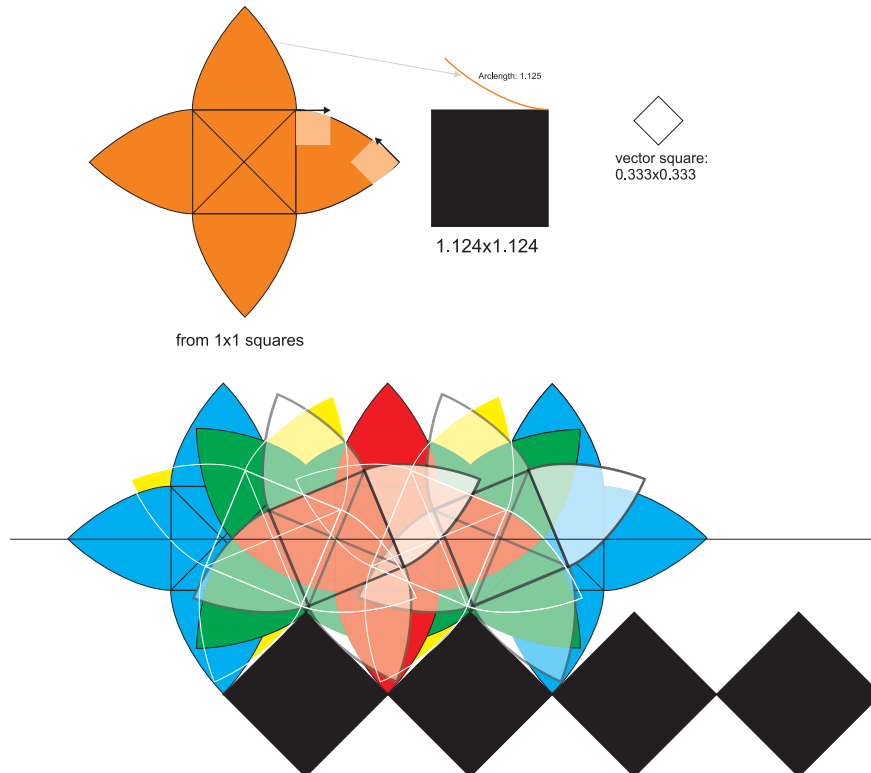 Arclength: 1.125
vector square:
0.333x0.333
1.124x1.124
from 1x1 squares